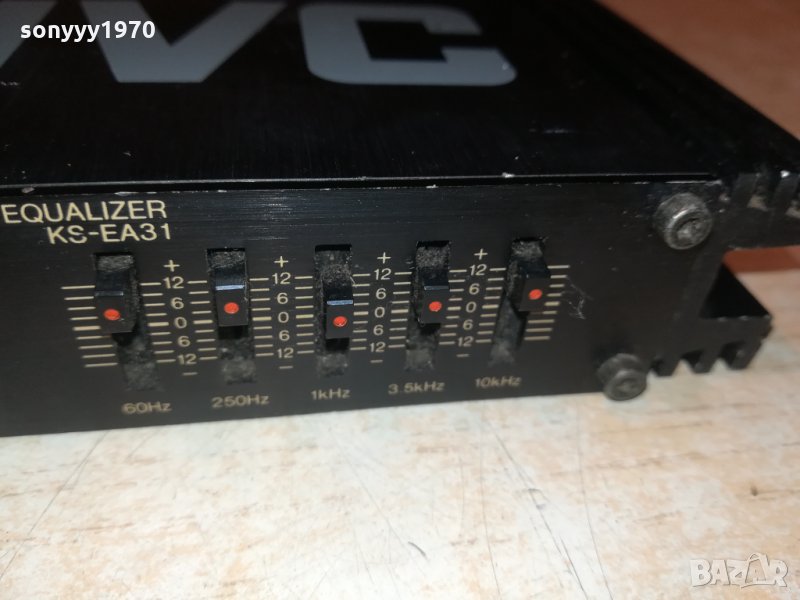 sonyyy1970
JVC
EQUALIZER
KS-EA31
+ + + + +
12 12 12 12
6 6 6 6
0 0 0 0
6 6 6 6
12 12 12 12
- - - -
60Hz 250Hz 1kHz 3.5kHz 10kHz
BAZAR